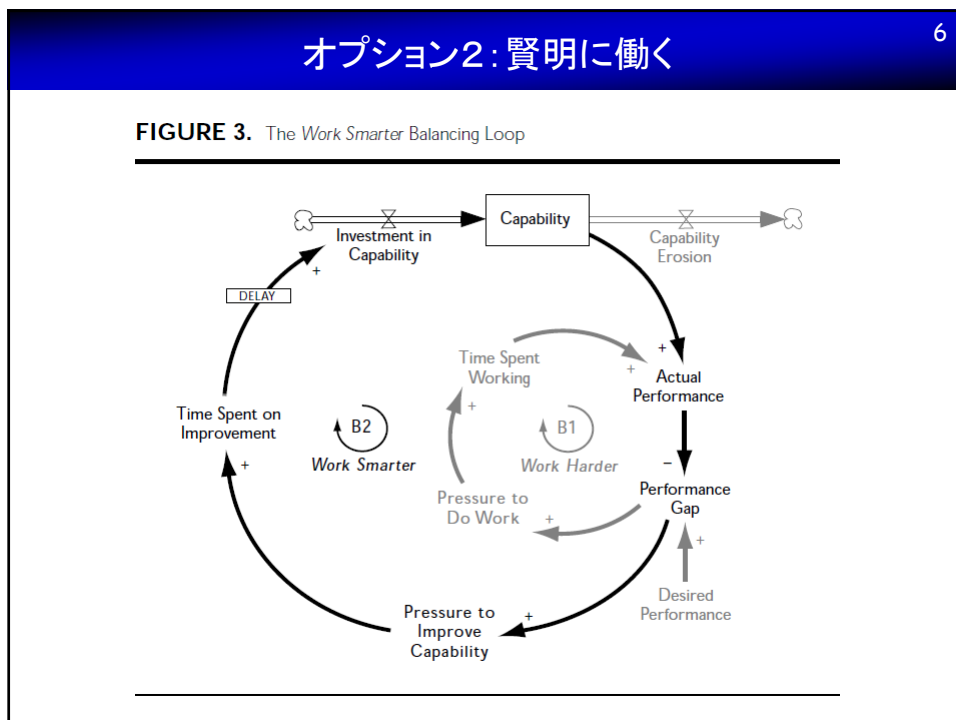 オプション2：賢明に働く
6
FIGURE 3. The Work Smarter Balancing Loop
Capability
Investment in
Capability
Capability
Erosion
+
DELAY
Time Spent
Working
+
+
Actual
Performance
+
Time Spent on
Improvement
B2
Work Smarter
B1
Work Harder
+
−
Performance
Gap
Pressure to
Do Work
+
+
Desired
Performance
Pressure to
Improve
Capability
+